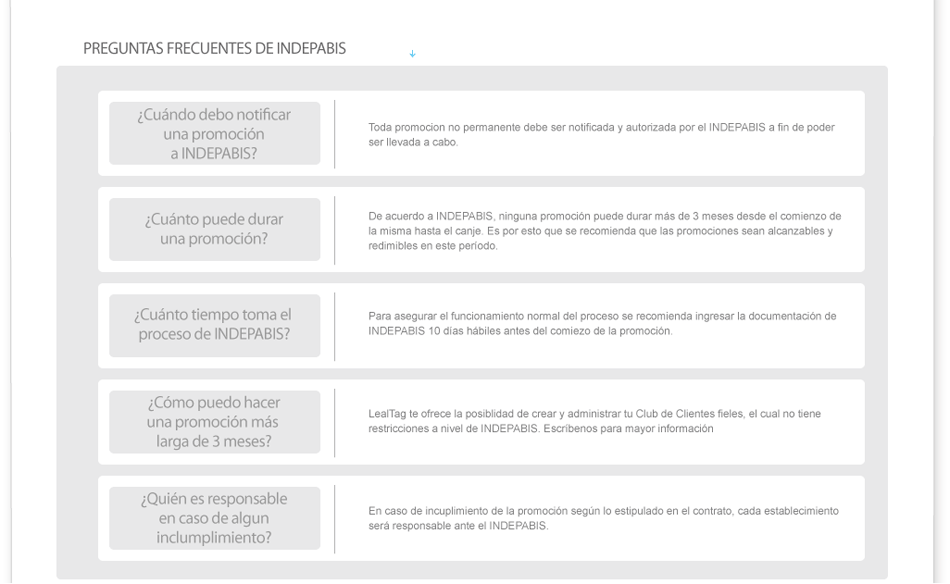 PREGUNTAS FRECUENTES DE INDEPABIS
¿Cuándo debo notificar
una promoción
a INDEPABIS?
Toda promocion no permanente debe ser notificada y autorizada por el INDEPABIS a fin de poder
ser llevada a cabo.
¿Cuánto puede durar
una promoción?
De acuerdo a INDEPABIS, ninguna promoción puede durar más de 3 meses desde el comienzo de
la misma hasta el canje. Es por esto que se recomienda que las promociones sean alcanzables y
redimibles en este período.
¿Cuánto tiempo toma el
proceso de INDEPABIS?
Para asegurar el funcionamiento normal del proceso se recomienda ingresar la documentación de
INDEPABIS 10 días hábiles antes del comiezo de la promoción.
¿Cómo puedo hacer
una promoción más
larga de 3 meses?
LealTag te ofrece la posiblidad de crear y administrar tu Club de Clientes fieles, el cual no tiene
restricciones a nivel de INDEPABIS. Escríbenos para mayor información
¿Quién es responsable
en caso de algun
inclumplimiento?
En caso de incuplimiento de la promoción según lo estipulado en el contrato, cada establecimiento
será responsable ante el INDEPABIS.